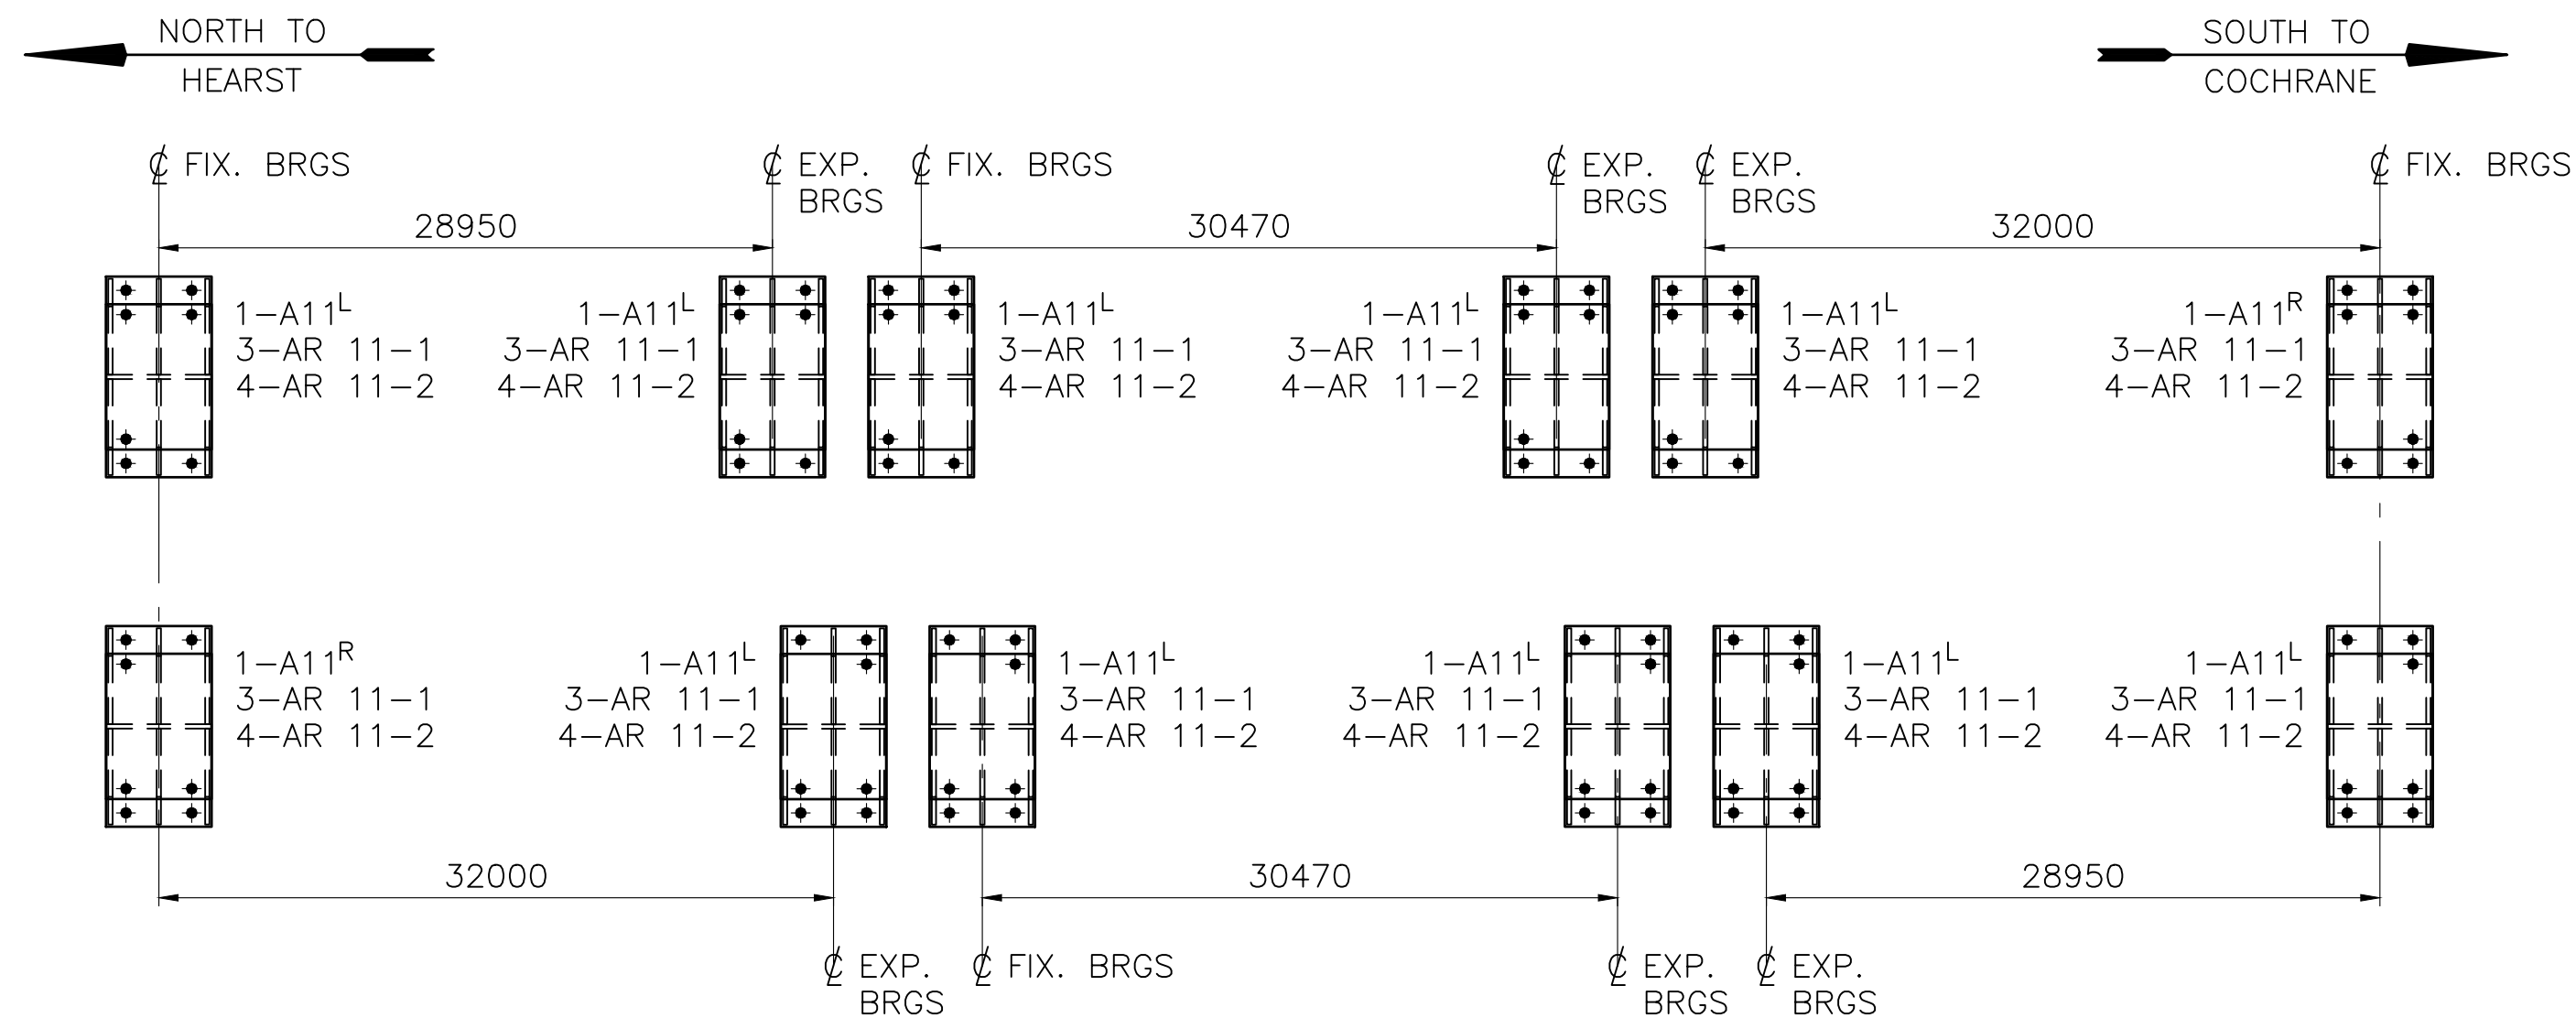 NORTH TO
HEARST
SOUTH TO
COCHRANE
℄ FIX. BRGS
℄ EXP.
BRGS
℄ FIX. BRGS
℄ EXP.
BRGS
℄ EXP.
BRGS
℄ FIX. BRGS
28950
30470
32000
1-A11L
3-AR 11-1
4-AR 11-2
1-A11L
3-AR 11-1
4-AR 11-2
1-A11L
3-AR 11-1
4-AR 11-2
1-A11L
3-AR 11-1
4-AR 11-2
1-A11L
3-AR 11-1
4-AR 11-2
1-A11R
3-AR 11-1
4-AR 11-2
1-A11R
3-AR 11-1
4-AR 11-2
1-A11L
3-AR 11-1
4-AR 11-2
1-A11L
3-AR 11-1
4-AR 11-2
1-A11L
3-AR 11-1
4-AR 11-2
1-A11L
3-AR 11-1
4-AR 11-2
1-A11L
3-AR 11-1
4-AR 11-2
32000
30470
28950
℄ EXP.
BRGS
℄ FIX. BRGS
℄ EXP.
BRGS
℄ EXP.
BRGS